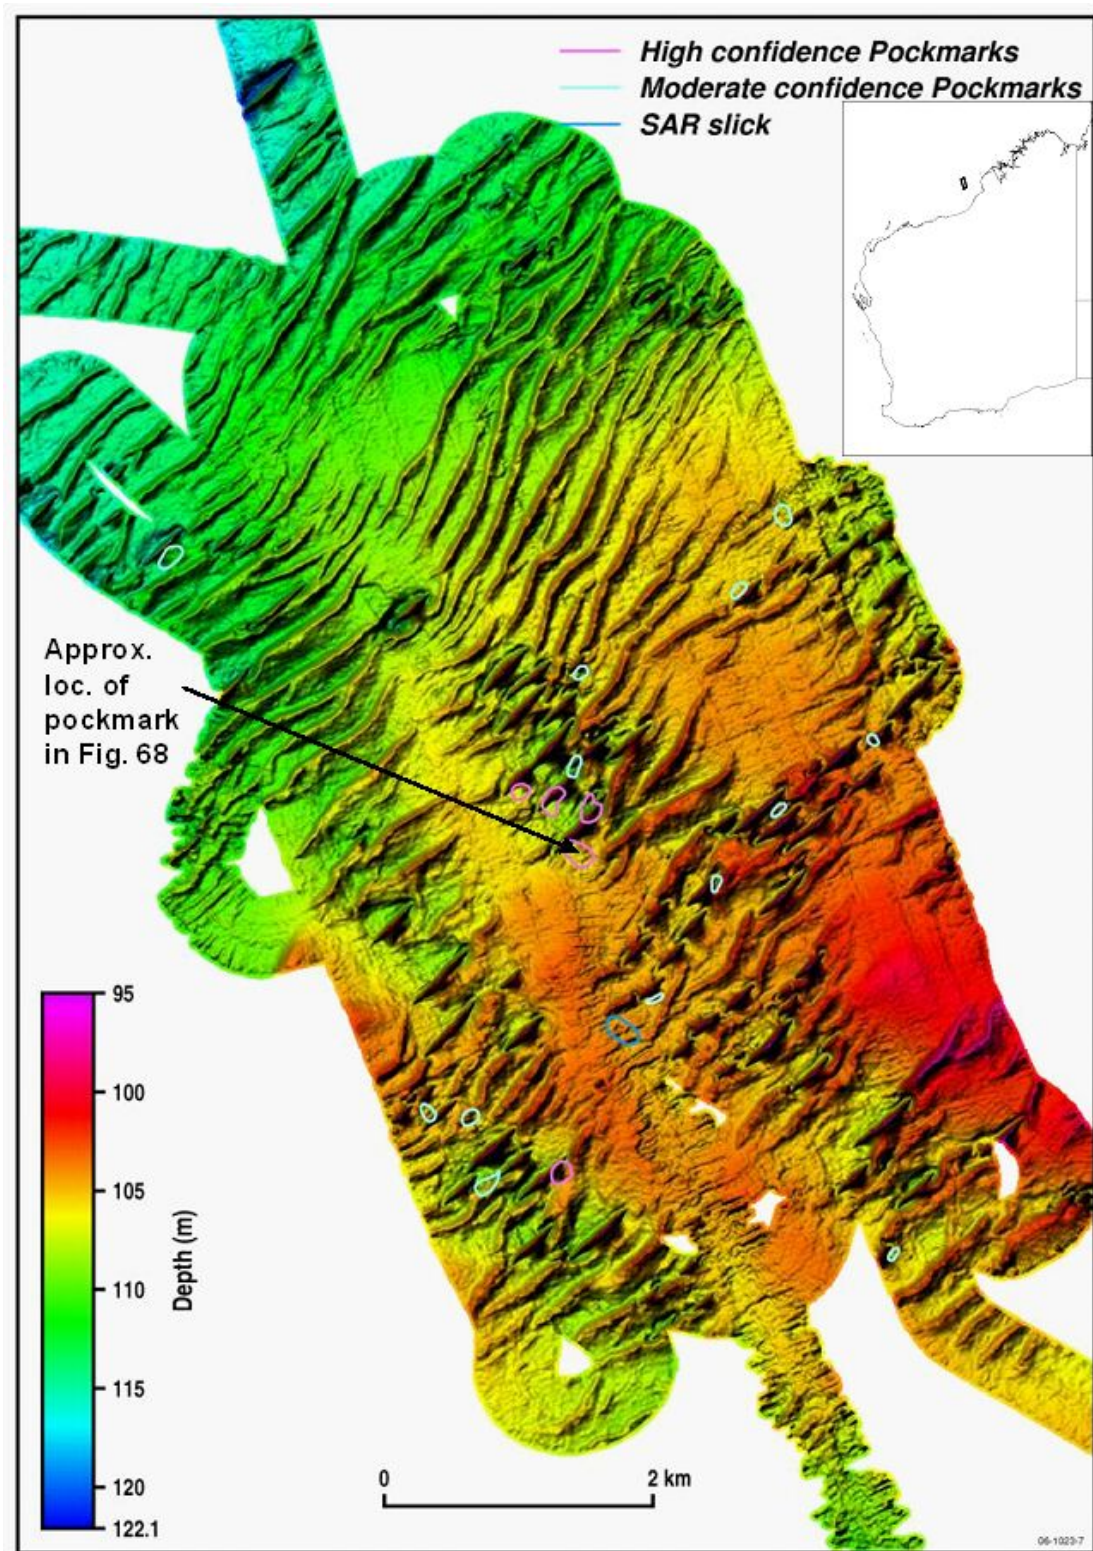 High confidence Pockmarks
Moderate confidence Pockmarks
SAR slick
Approx.
loc. of
pockmark
in Fig. 68
95
100
105
110
115
120
122.1
Depth (m)
0
2 km
06-1023-7